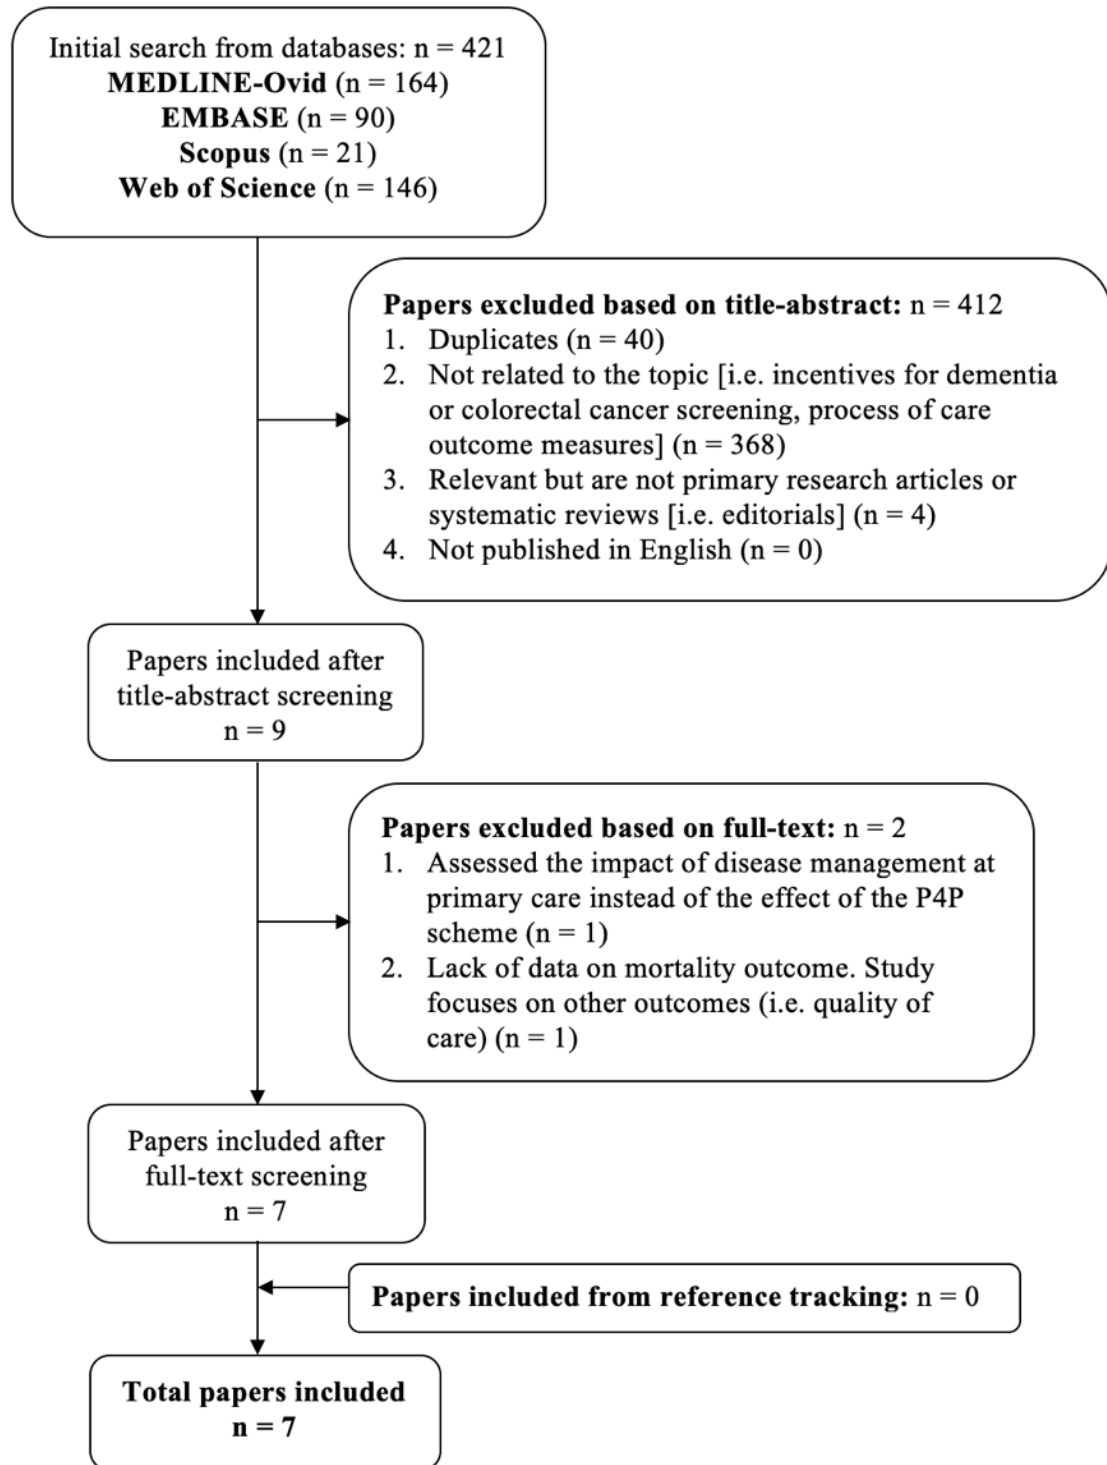 Initial search from databases: n = 421
MEDLINE-Ovid (n = 164)
EMBASE (n = 90)
Scopus (n = 21)
Web of Science (n = 146)
Papers excluded based on title-abstract: n = 412
1. Duplicates (n = 40)
2. Not related to the topic [i.e. incentives for dementia
or colorectal cancer screening, process of care
outcome measures] (n = 368)
3. Relevant but are not primary research articles or
systematic reviews [i.e. editorials] (n = 4)
4. Not published in English (n = 0)
Papers included after
title-abstract screening
n = 9
Papers excluded based on full-text: n = 2
1. Assessed the impact of disease management at
primary care instead of the effect of the P4P
scheme (n = 1)
2. Lack of data on mortality outcome. Study
focuses on other outcomes (i.e. quality of
care) (n = 1)
Papers included after
full-text screening
n = 7
Papers included from reference tracking: n = 0
Total papers included
n = 7